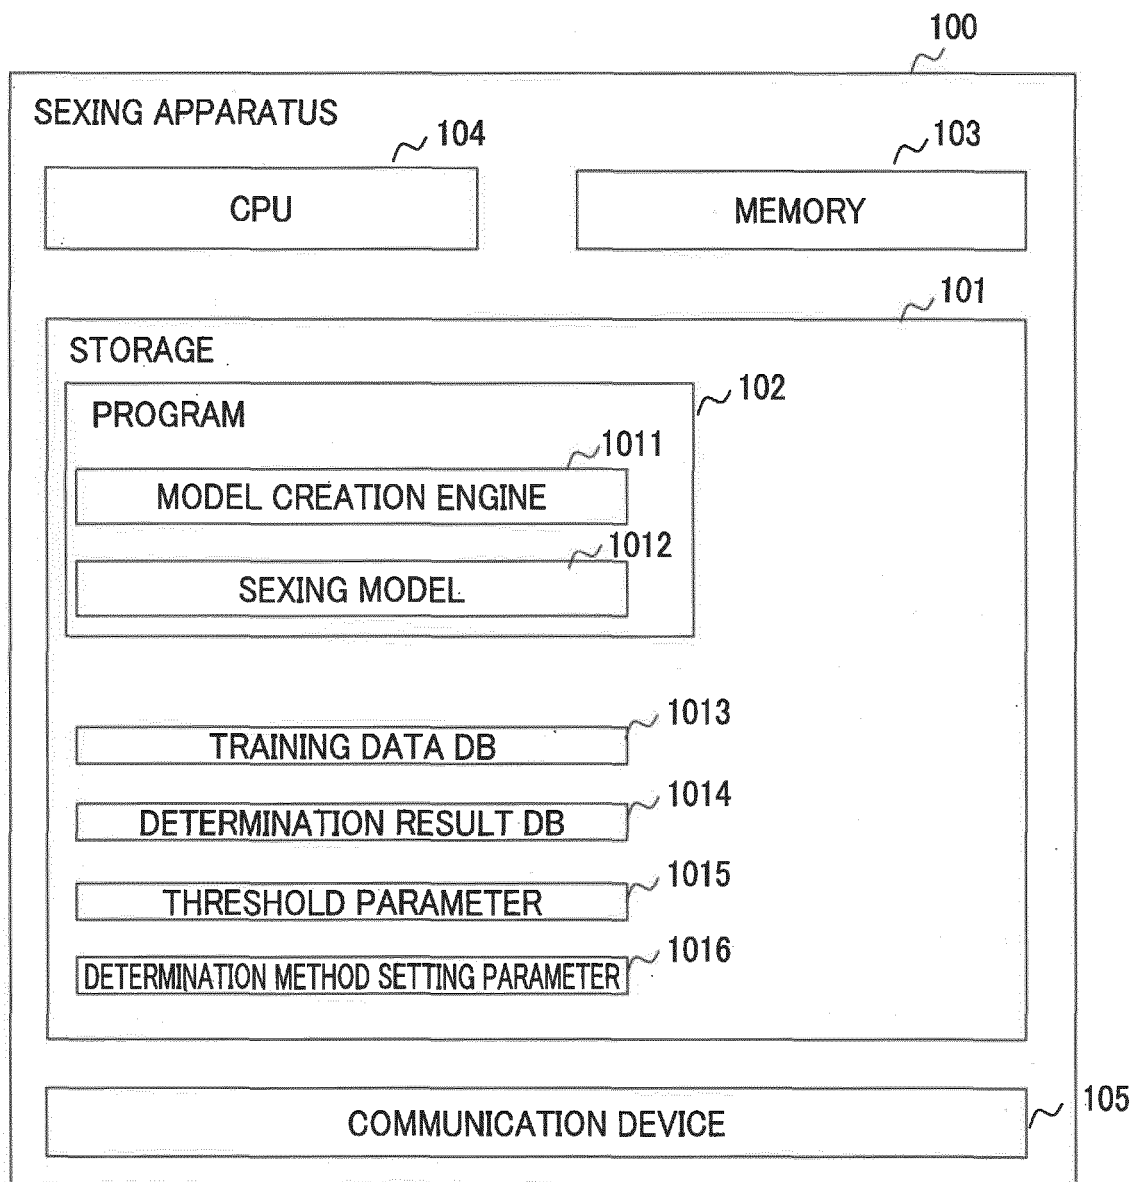 100
SEXING APPARATUS
104
103
CPU
MEMORY
101
STORAGE
102
PROGRAM
1011
MODEL CREATION ENGINE
1012
SEXING MODEL
1013
TRAINING DATA DB
1014
DETERMINATION RESULT DB
1015
THRESHOLD PARAMETER
1016
DETERMINATION METHOD SETTING PARAMETER
105
COMMUNICATION DEVICE